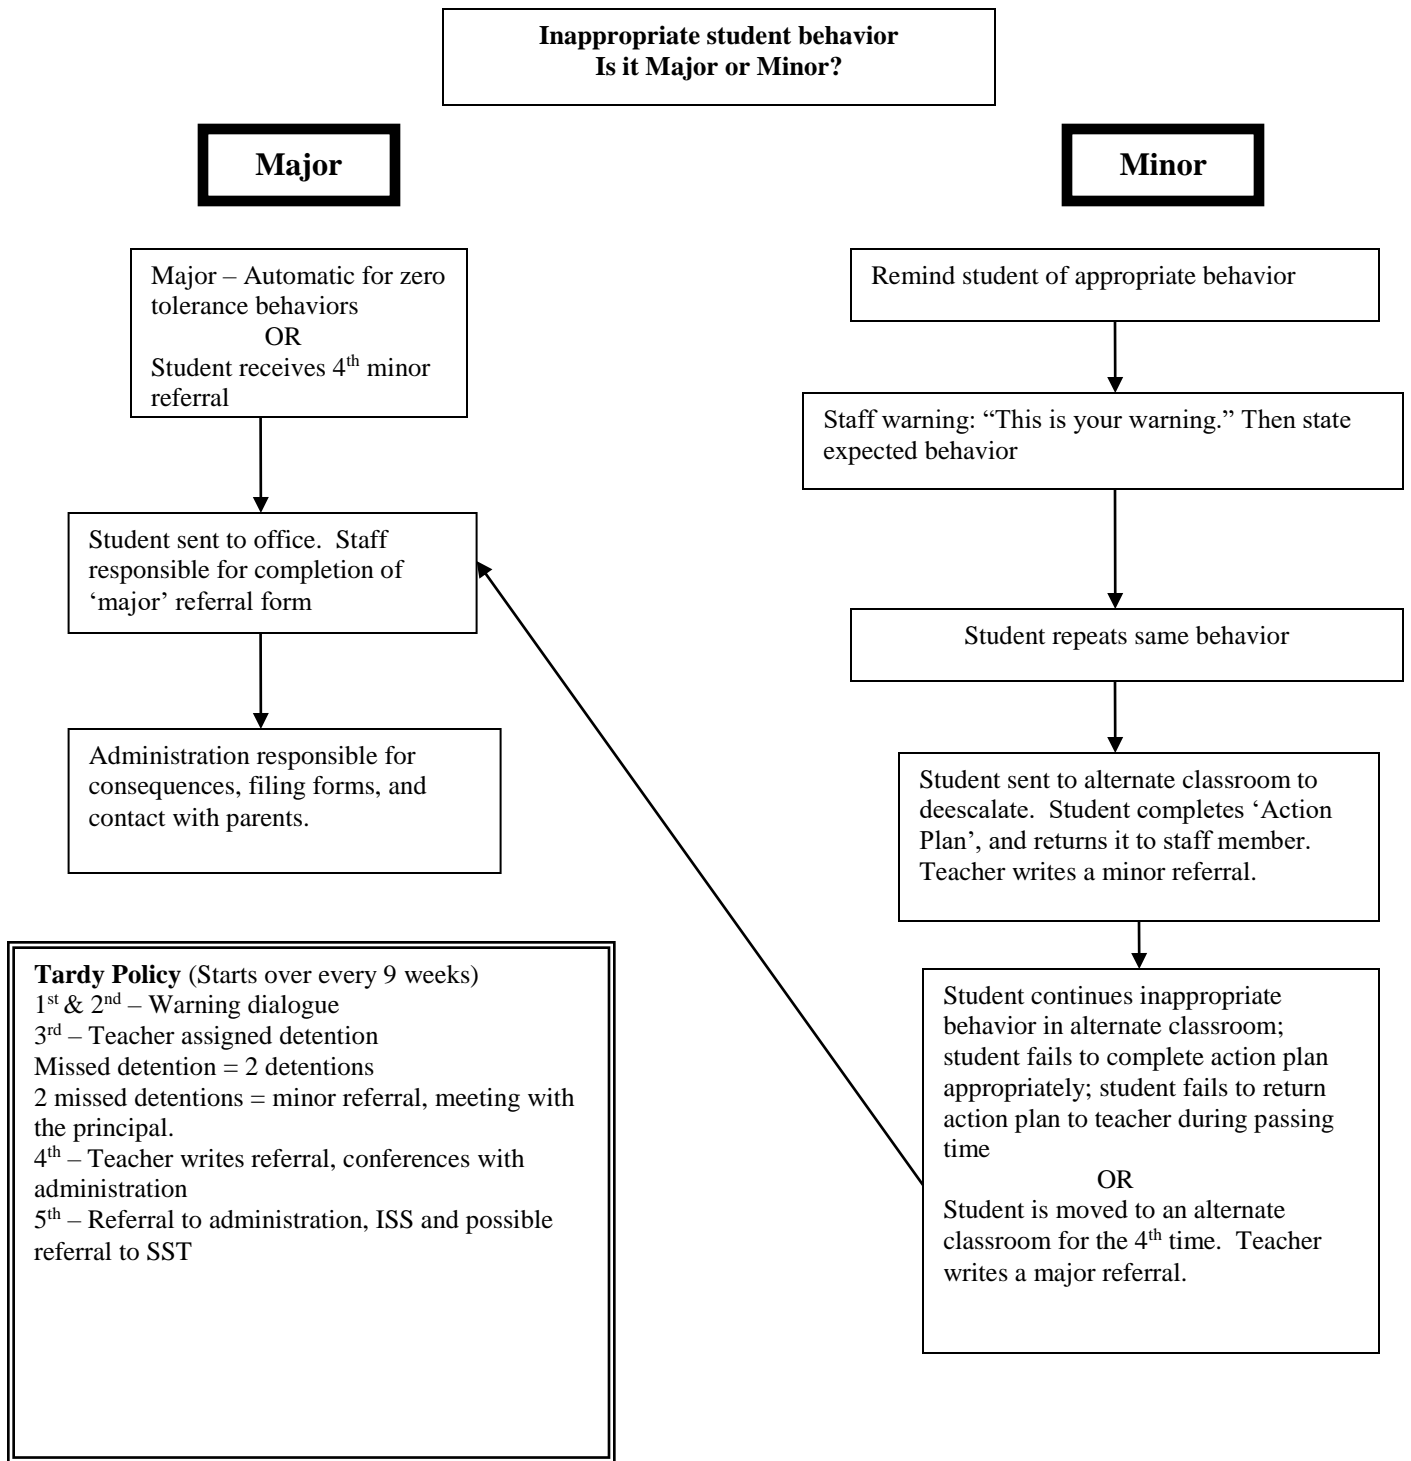 Inappropriate student behavior
Is it Major or Minor?
Major
Minor
Major – Automatic for zero
tolerance behaviors
OR
Student receives 4th minor
referral
Student sent to office.  Staff
responsible for completion of
‘major’ referral form
Administration responsible for
consequences, filing forms, and
contact with parents.
Tardy Policy (Starts over every 9 weeks)
1st & 2nd – Warning dialogue
3rd – Teacher assigned detention
Missed detention = 2 detentions
2 missed detentions = minor referral, meeting with
the principal.
4th – Teacher writes referral, conferences with
administration
5th – Referral to administration, ISS and possible
referral to SST
Remind student of appropriate behavior
Staff warning: “This is your warning.” Then state
expected behavior
Student repeats same behavior
Student sent to alternate classroom to
deescalate.  Student completes ‘Action
Plan’, and returns it to staff member.
Teacher writes a minor referral.
Student continues inappropriate
behavior in alternate classroom;
student fails to complete action plan
appropriately; student fails to return
action plan to teacher during passing
time
OR
Student is moved to an alternate
classroom for the 4th time.  Teacher
writes a major referral.